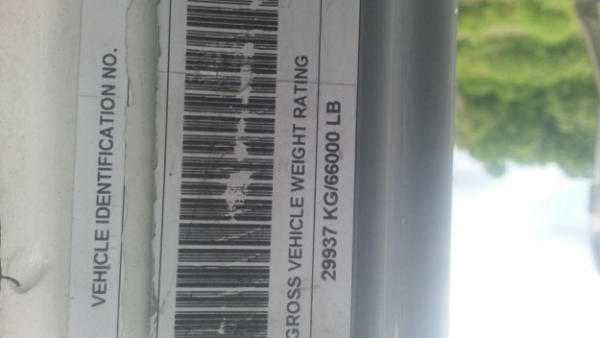 VEHICLE IDENTIFICATION NO.
GROSS VEHICLE WEIGHT RATING
29937 KG/66000 LB